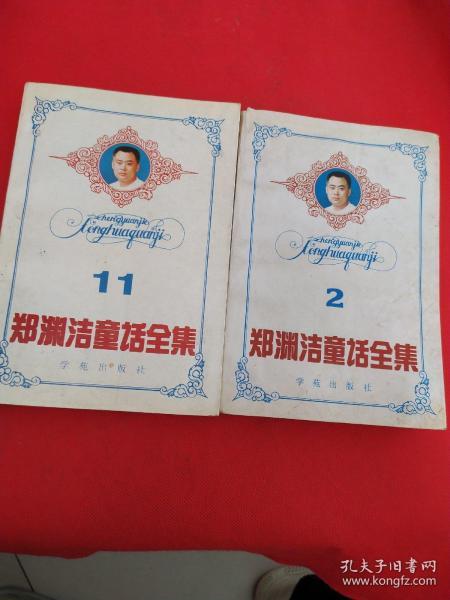 zhengyuanjie
tonghuaquanji
11
郑渊洁童话全集
学苑出版社
zhengyuanjie
tonghuaquanji
2
郑渊洁童话全集
学苑出版社
孔夫子旧书网
www.kongfz.com